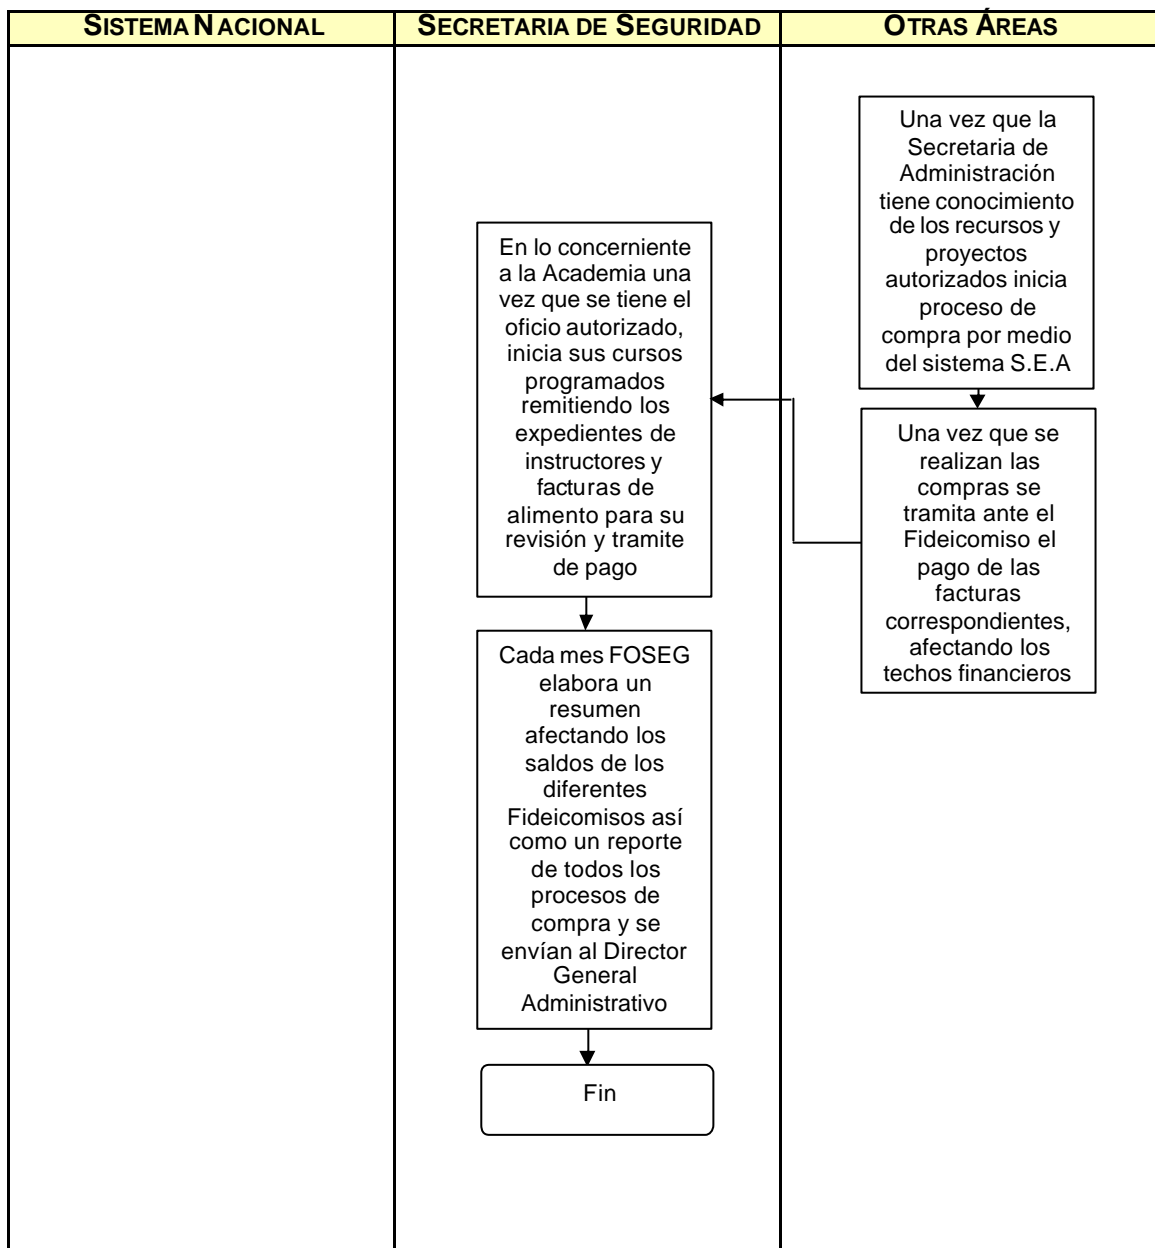 SISTEMA NACIONAL
SECRETARIA DE SEGURIDAD
OTRAS ÁREAS
Una vez que la
Secretaria de
Administración
tiene conocimiento
de los recursos y
proyectos
autorizados inicia
proceso de
compra por medio
del sistema S.E.A
Una vez que se
realizan las
compras se
tramita ante el
Fideicomiso el
pago de las
facturas
correspondientes,
afectando los
techos financieros
En lo concerniente
a la Academia una
vez que se tiene el
oficio autorizado,
inicia sus cursos
programados
remitiendo los
expedientes de
instructores y
facturas de
alimento para su
revisión y tramite
de pago
Cada mes FOSEG
elabora un
resumen
afectando los
saldos de los
diferentes
Fideicomisos así
como un reporte
de todos los
procesos de
compra y se
envían al Director
General
Administrativo
Fin